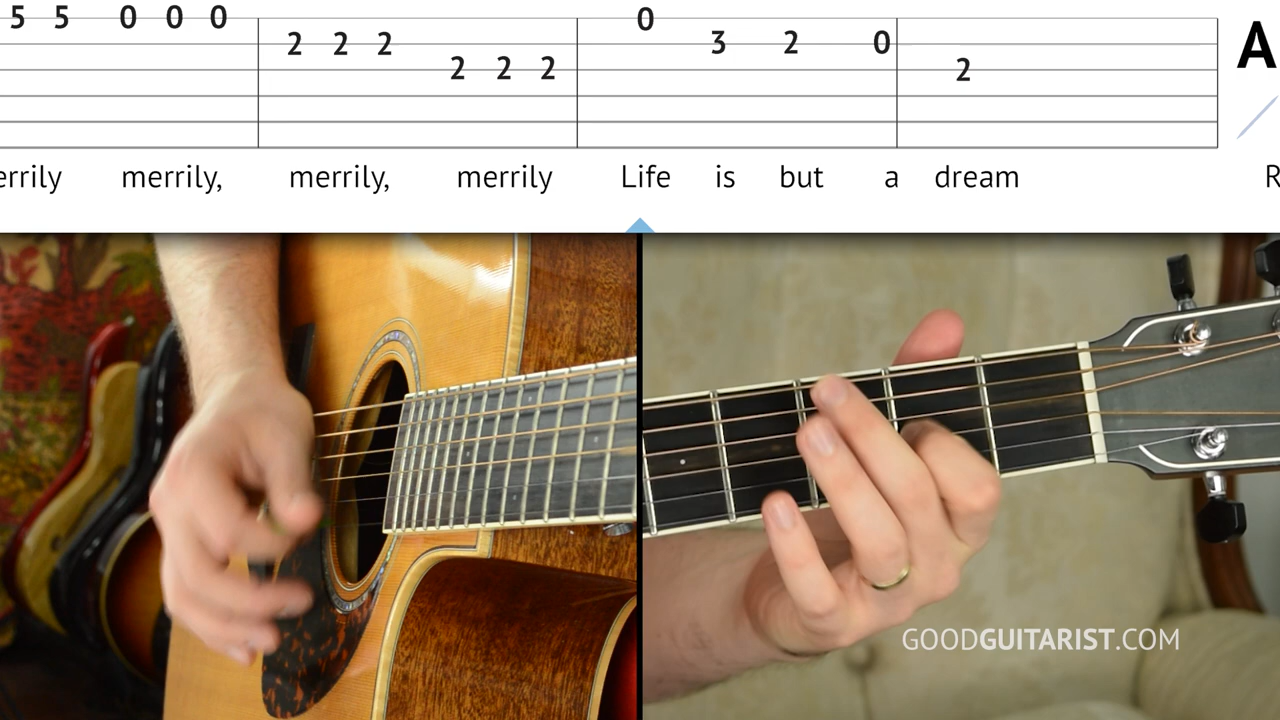 5 5 0 0 0 0
2 2 2 3 2 0
2 2 2 2
A
errily merrily, merrily, merrily Life is but a dream R
GOODGUITARIST.COM